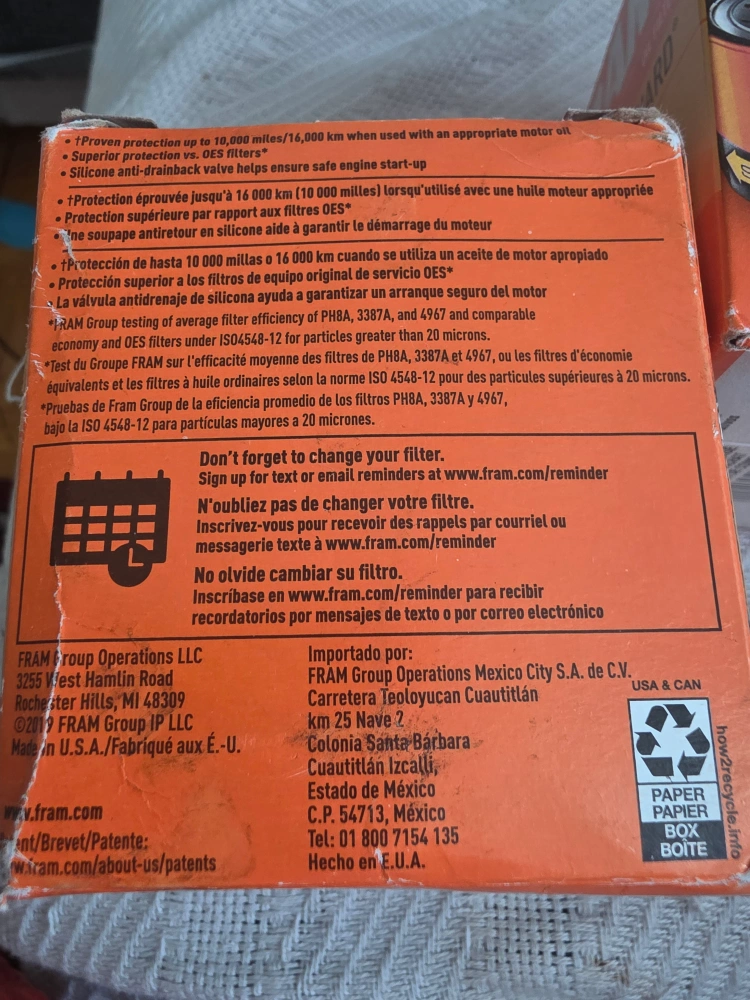 • †Proven protection up to 10,000 miles/16,000 km when used with an appropriate motor oil
• Superior protection vs. OES filters*
• Silicone anti-drainback valve helps ensure safe engine start-up
• †Protection éprouvée jusqu'à 16 000 km (10 000 milles) lorsqu'utilisé avec une huile moteur appropriée
• Protection supérieure par rapport aux filtres OES*
• Une soupape antiretour en silicone aide à garantir le démarrage du moteur
• †Protección de hasta 10 000 millas o 16 000 km cuando se utiliza un aceite de motor apropiado
• Protección superior a los filtros de equipo original de servicio OES*
• La válvula antidrenaje de silicona ayuda a garantizar un arranque seguro del motor
*FRAM Group testing of average filter efficiency of PH8A, 3387A, and 4967 and comparable
economy and OES filters under ISO4548-12 for particles greater than 20 microns.
*Test du Groupe FRAM sur l'efficacité moyenne des filtres de PH8A, 3387A et 4967, ou les filtres d'économie
équivalents et les filtres à huile ordinaires selon la norme ISO 4548-12 pour des particules supérieures à 20 microns.
*Pruebas de Fram Group de la eficiencia promedio de los filtros PH8A, 3387A y 4967,
bajo la ISO 4548-12 para partículas mayores a 20 micrones.
Don't forget to change your filter.
Sign up for text or email reminders at www.fram.com/reminder
N'oubliez pas de changer votre filtre.
Inscrivez-vous pour recevoir des rappels par courriel ou
messagerie texte à www.fram.com/reminder
No olvide cambiar su filtro.
Inscríbase en www.fram.com/reminder para recibir
recordatorios por mensajes de texto o por correo electrónico
FRAM Group Operations LLC
3255 West Hamlin Road
Rochester Hills, MI 48309
©2019 FRAM Group IP LLC
Made in U.S.A./Fabriqué aux É.-U.
www.fram.com
Patent/Brevet/Patente:
www.fram.com/about-us/patents
Importado por:
FRAM Group Operations Mexico City S.A. de C.V.
Carretera Teoloyucan Cuautitlán
km 25 Nave 2
Colonia Santa Bárbara
Cuautitlán Izcalli,
Estado de México
C.P. 54713, México
Tel: 01 800 7154 135
Hecho en E.U.A.
USA & CAN
PAPER
PAPIER
BOX
BOÎTE
how2recycle.info